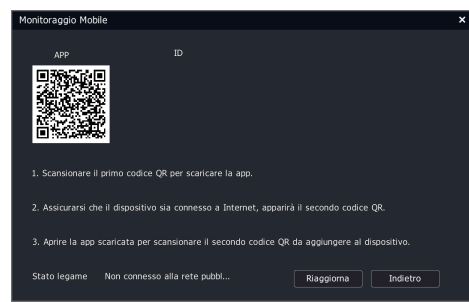 Monitoraggio Mobile
APP
ID
1. Scansionare il primo codice QR per scaricare la app.
2. Assicurarsi che il dispositivo sia connesso a Internet, apparirà il secondo codice QR.
3. Aprire la app scaricata per scansionare il secondo codice QR da aggiungere al dispositivo.
Stato legame Non connesso alla rete pubbl... Riaggiorna Indietro